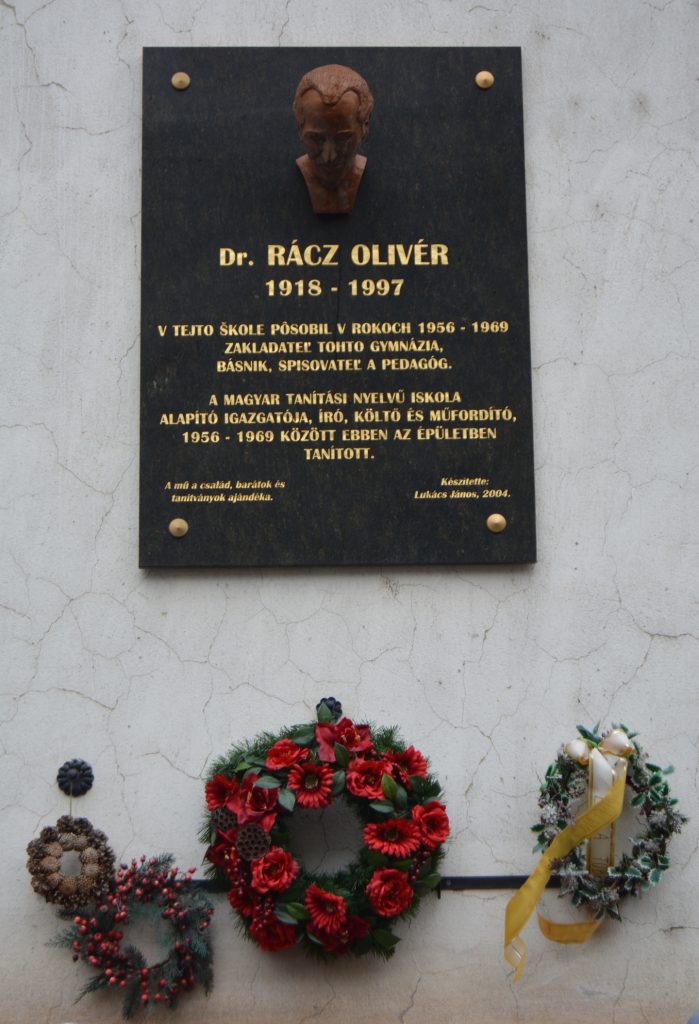 Dr. RÁCZ OLIVÉR
1918 - 1997
V TEJTO ŠKOLE PÔSOBIL V ROKOCH 1956 - 1969
ZAKLADATEĽ TOHTO GYMNÁZIA,
BÁSNIK, SPISOVATEĽ A PEDAGÓG.
A MAGYAR TANÍTÁSI NYELVŰ ISKOLA
ALAPÍTÓ IGAZGATÓJA, ÍRÓ, KÖLTŐ ÉS MŰFORDÍTÓ,
1956 - 1969 KÖZÖTT EBBEN AZ ÉPÜLETBEN
TANÍTOTT.
A mű a család, barátok és
tanítványok ajándéka.
Készítette:
Lukács János, 2004.